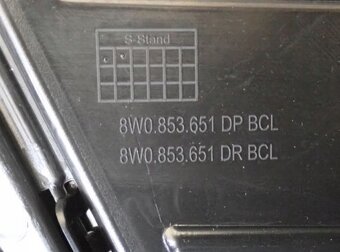 S-Stand
8W0.853.651 DP BCL
8W0.853.651 DR BCL